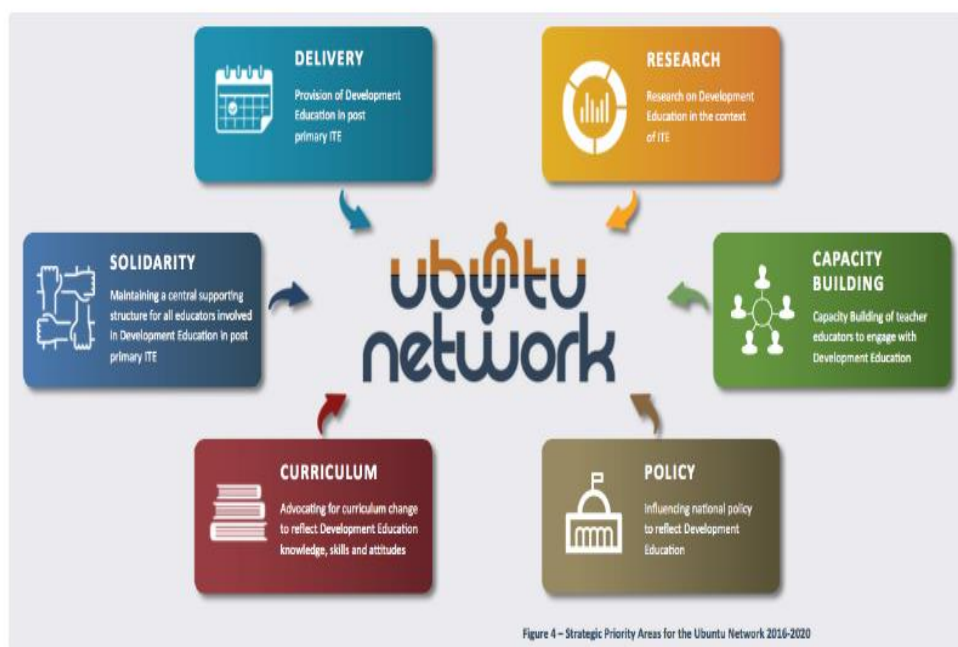 DELIVERY
Provision of Development
Education in post
primary ITE
RESEARCH
Research on Development
Education in the context
of ITE
SOLIDARITY
Maintaining a central supporting
structure for all educators involved
in Development Education in post
primary ITE
ubuntu
network
CAPACITY
BUILDING
Capacity Building of teacher
educators to engage with
Development Education
CURRICULUM
Advocating for curriculum change
to reflect Development Education
knowledge, skills and attitudes
POLICY
Influencing national policy
to reflect Development
Education
Figure 4 – Strategic Priority Areas for the Ubuntu Network 2016-2020